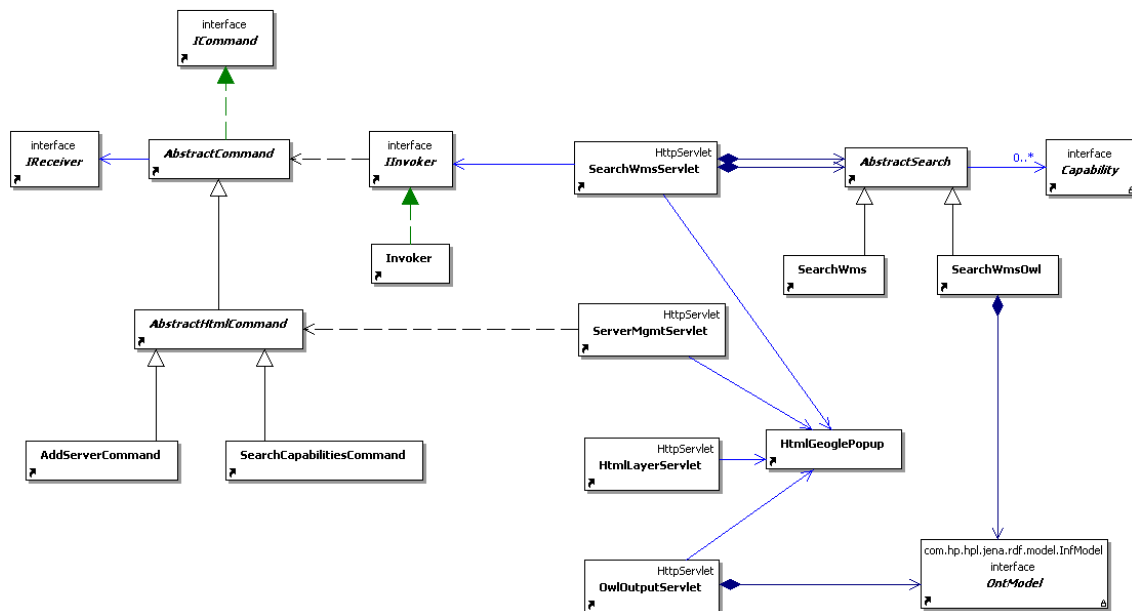 interface
ICommand
interface
IReceiver
AbstractCommand
interface
IInvoker
HttpServlet
SearchWmsServlet
AbstractSearch
0..*
interface
Capability
Invoker
SearchWms
SearchWmsOwl
AbstractHtmlCommand
HttpServlet
ServerMgmtServlet
AddServerCommand
SearchCapabilitiesCommand
HttpServlet
HtmlLayerServlet
HtmlGeoglePopup
HttpServlet
OwlOutputServlet
com.hp.hpl.jena.rdf.model.InfModel
interface
OntModel